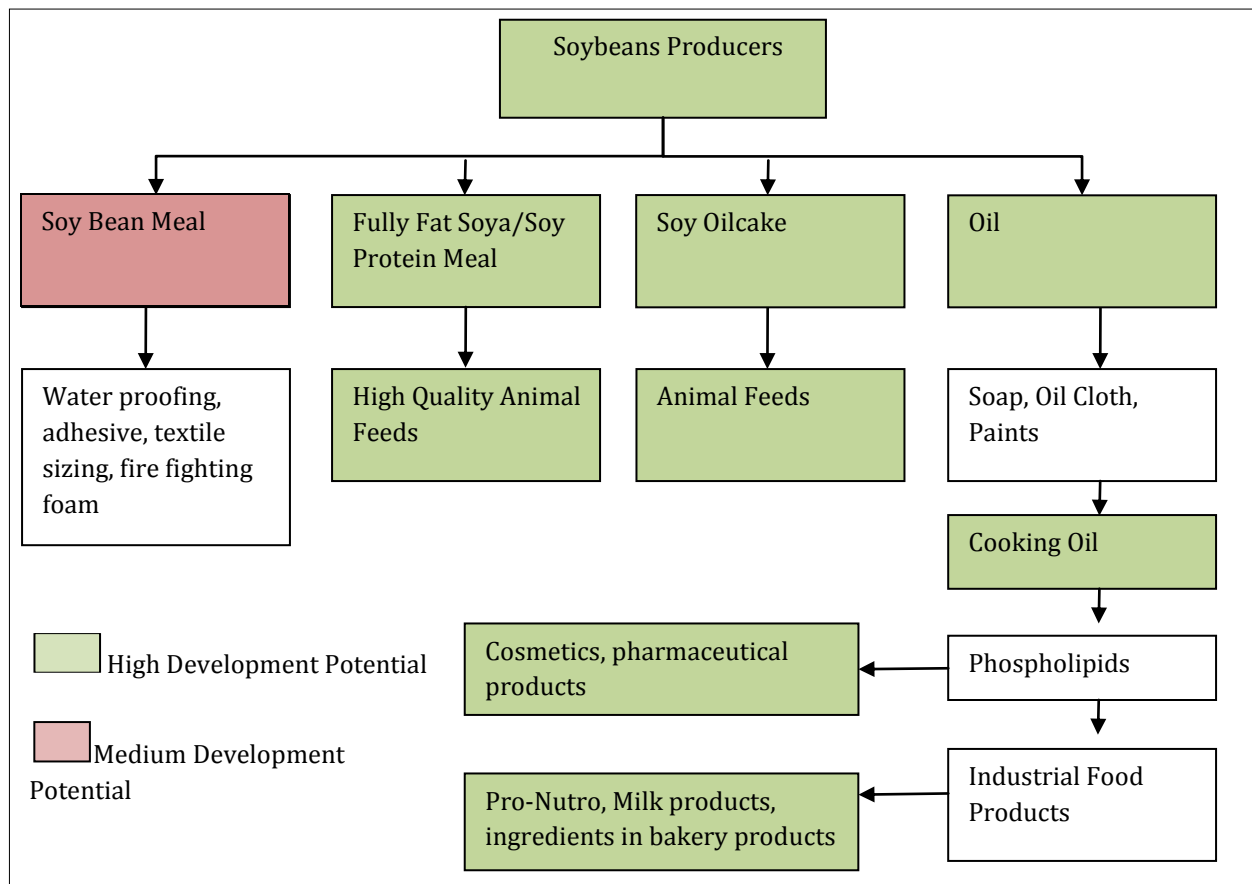 Soybeans Producers
Soy Bean Meal
Fully Fat Soya/Soy
Protein Meal
Soy Oilcake
Oil
Water proofing,
adhesive, textile
sizing, fire fighting
foam
High Quality Animal
Feeds
Animal Feeds
Soap, Oil Cloth,
Paints
Cooking Oil
Phospholipids
Cosmetics, pharmaceutical
products
Industrial Food
Products
Pro-Nutro, Milk products,
ingredients in bakery products
High Development Potential
Medium Development
Potential